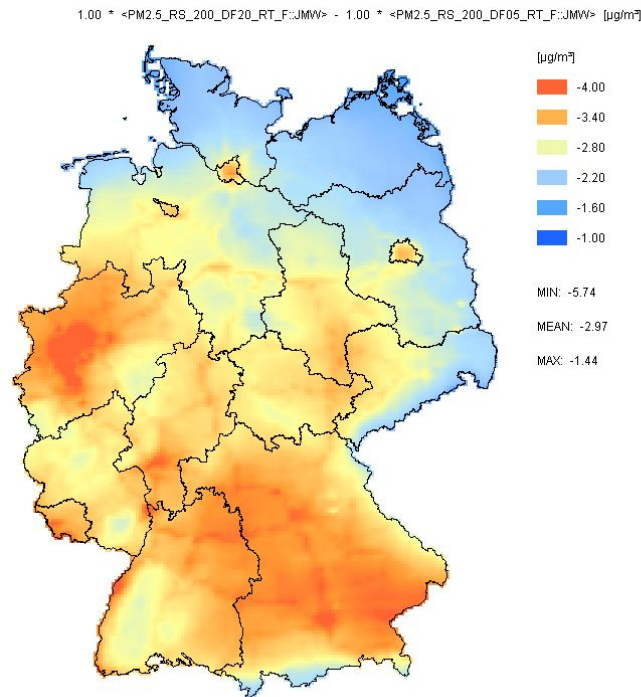 1.00 * <PM2.5_RS_200_DF20_RT_F::JMW> - 1.00 * <PM2.5_RS_200_DF05_RT_F::JMW> [µg/m³]
[µg/m³]
-4.00
-3.40
-2.80
-2.20
-1.60
-1.00
MIN: -5.74
MEAN: -2.97
MAX: -1.44